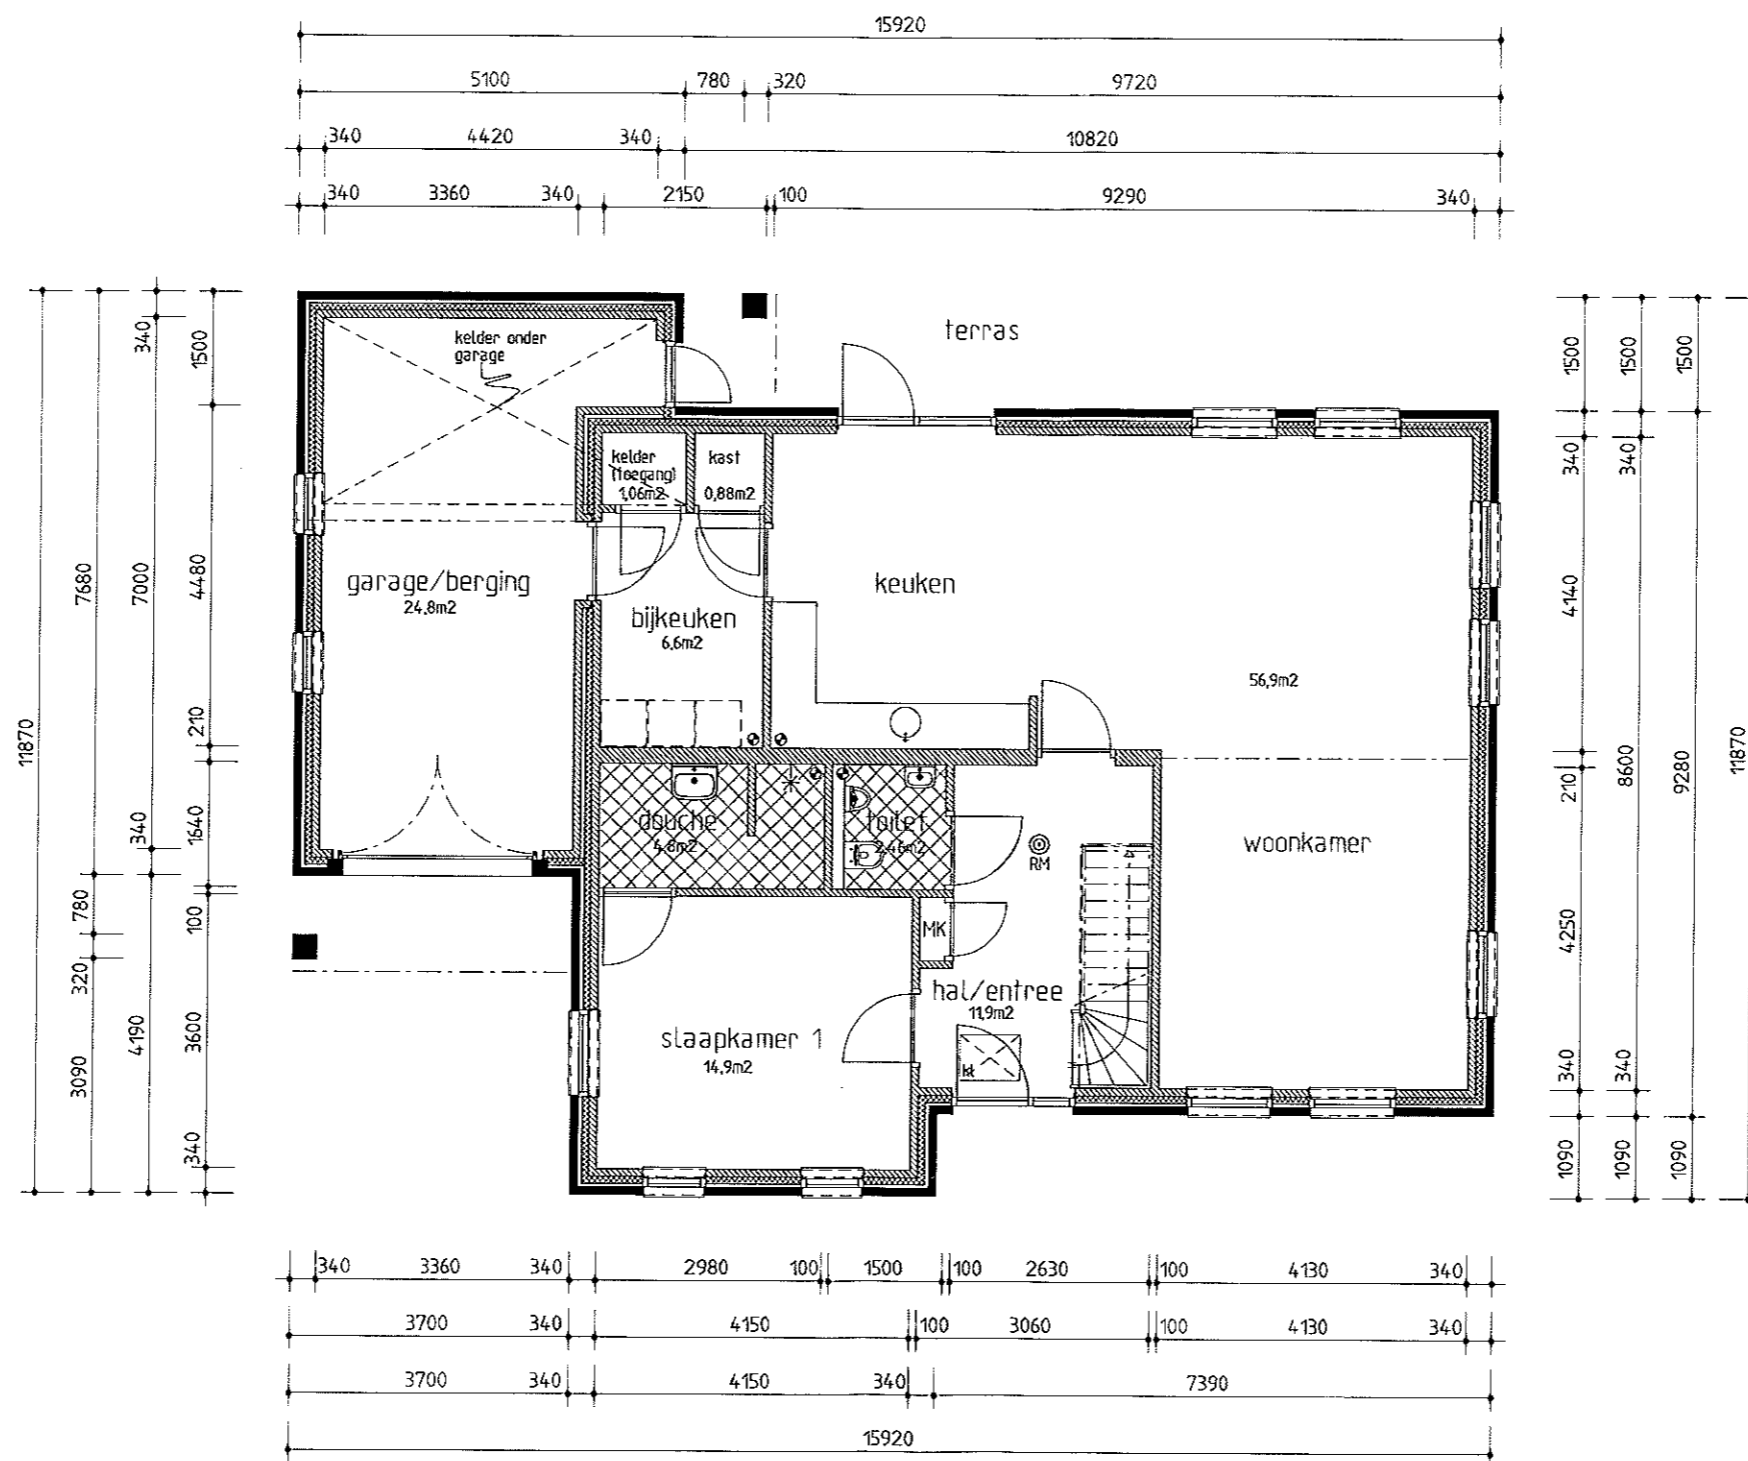 15920
5100 780 320 9720
340 4420 340 10820
340 3360 340 2150 100 9290 340
terras
kelder onder
garage
kelder
(toegang)
1,06m2
kast
0,88m2
garage/berging
24,8m2
bijkeuken
6,6m2
keuken
56,9m2
douche
4,8m2
toilet
2,46m2
RM
woonkamer
MK
hal/entree
11,9m2
kk
slaapkamer 1
14,9m2
11870
7680 780 320 3090
340 7000 340 4190
1500 4480 210 1640 100 3600 340
1500 340 4140 210 4250 340 1090
1500 340 8600 340 1090
1500 9280 1090
11870
340 3360 340 2980 100 1500 100 2630 100 4130 340
3700 340 4150 100 3060 100 4130 340
3700 340 4150 340 7390
15920